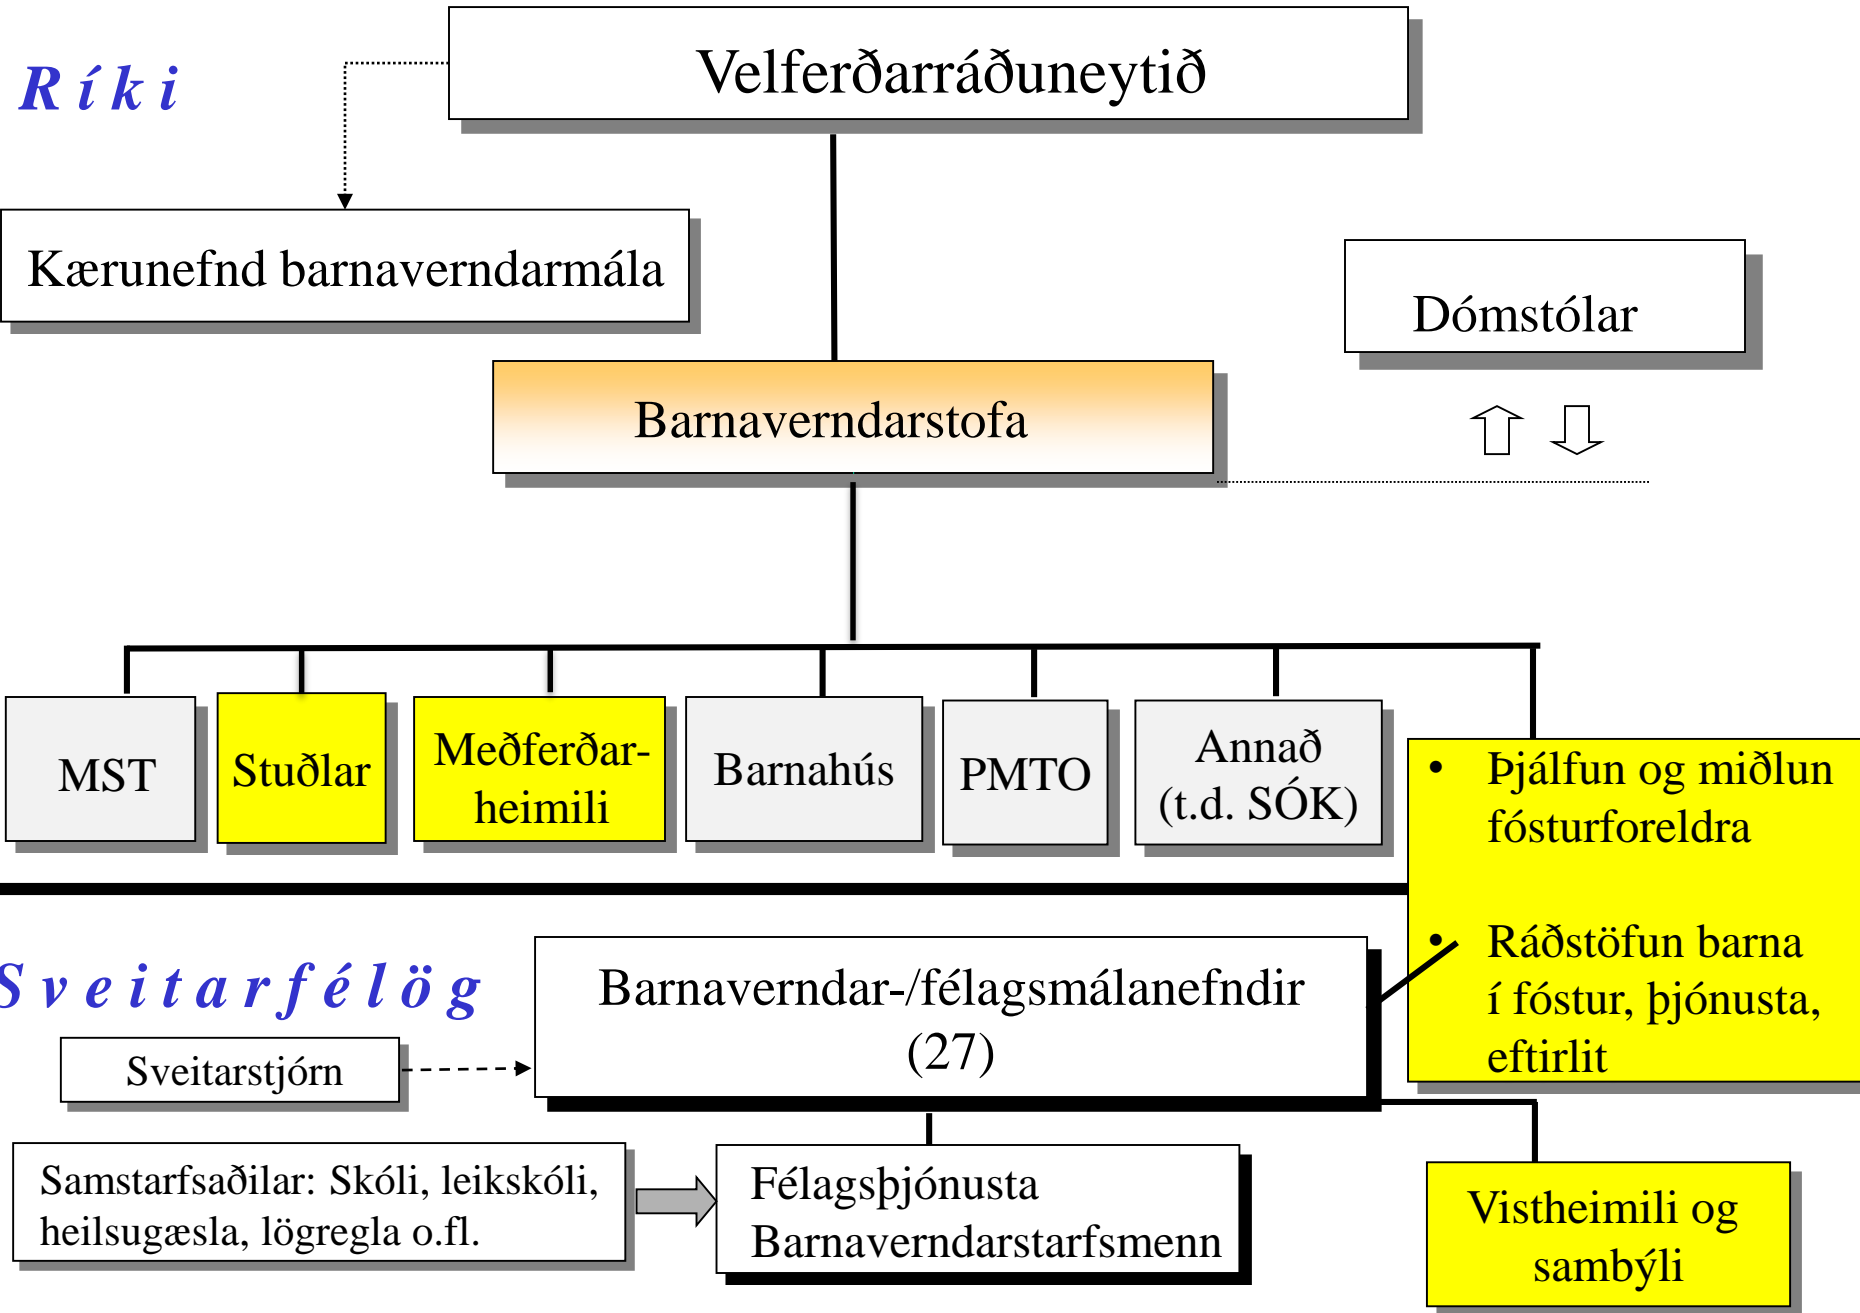 Ríki
Velferðarráðuneytið
Kærunefnd barnaverndarmála
Dómstólar
Barnaverndarstofa
MST
Stuðlar
Meðferðar-
heimili
Barnahús
PMTO
Annað
(t.d. SÓK)
• Þjálfun og miðlun
fósturforeldra
• Ráðstöfun barna
í fóstur, þjónusta,
eftirlit
Sveitarfélög
Barnaverndar-/félagsmálanefndir
(27)
Sveitarstjórn
Samstarfsaðilar: Skóli, leikskóli,
heilsugæsla, lögregla o.fl.
Félagsþjónusta
Barnaverndarstarfsmenn
Vistheimili og
sambýli